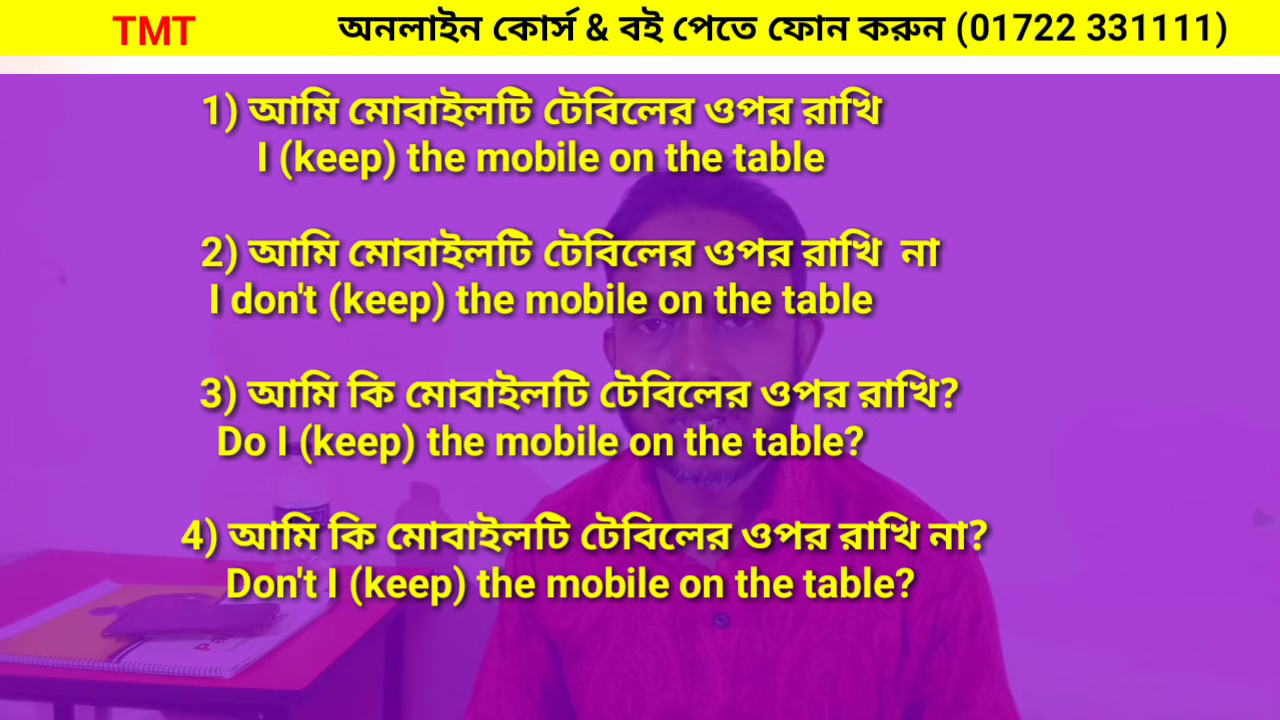 TMT অনলাইন কোর্স & বই পেতে ফোন করুন (01722 331111)
1) আমি মোবাইলটি টেবিলের ওপর রাখি
I (keep) the mobile on the table
2) আমি মোবাইলটি টেবিলের ওপর রাখি না
I don't (keep) the mobile on the table
3) আমি কি মোবাইলটি টেবিলের ওপর রাখি?
Do I (keep) the mobile on the table?
4) আমি কি মোবাইলটি টেবিলের ওপর রাখি না?
Don't I (keep) the mobile on the table?